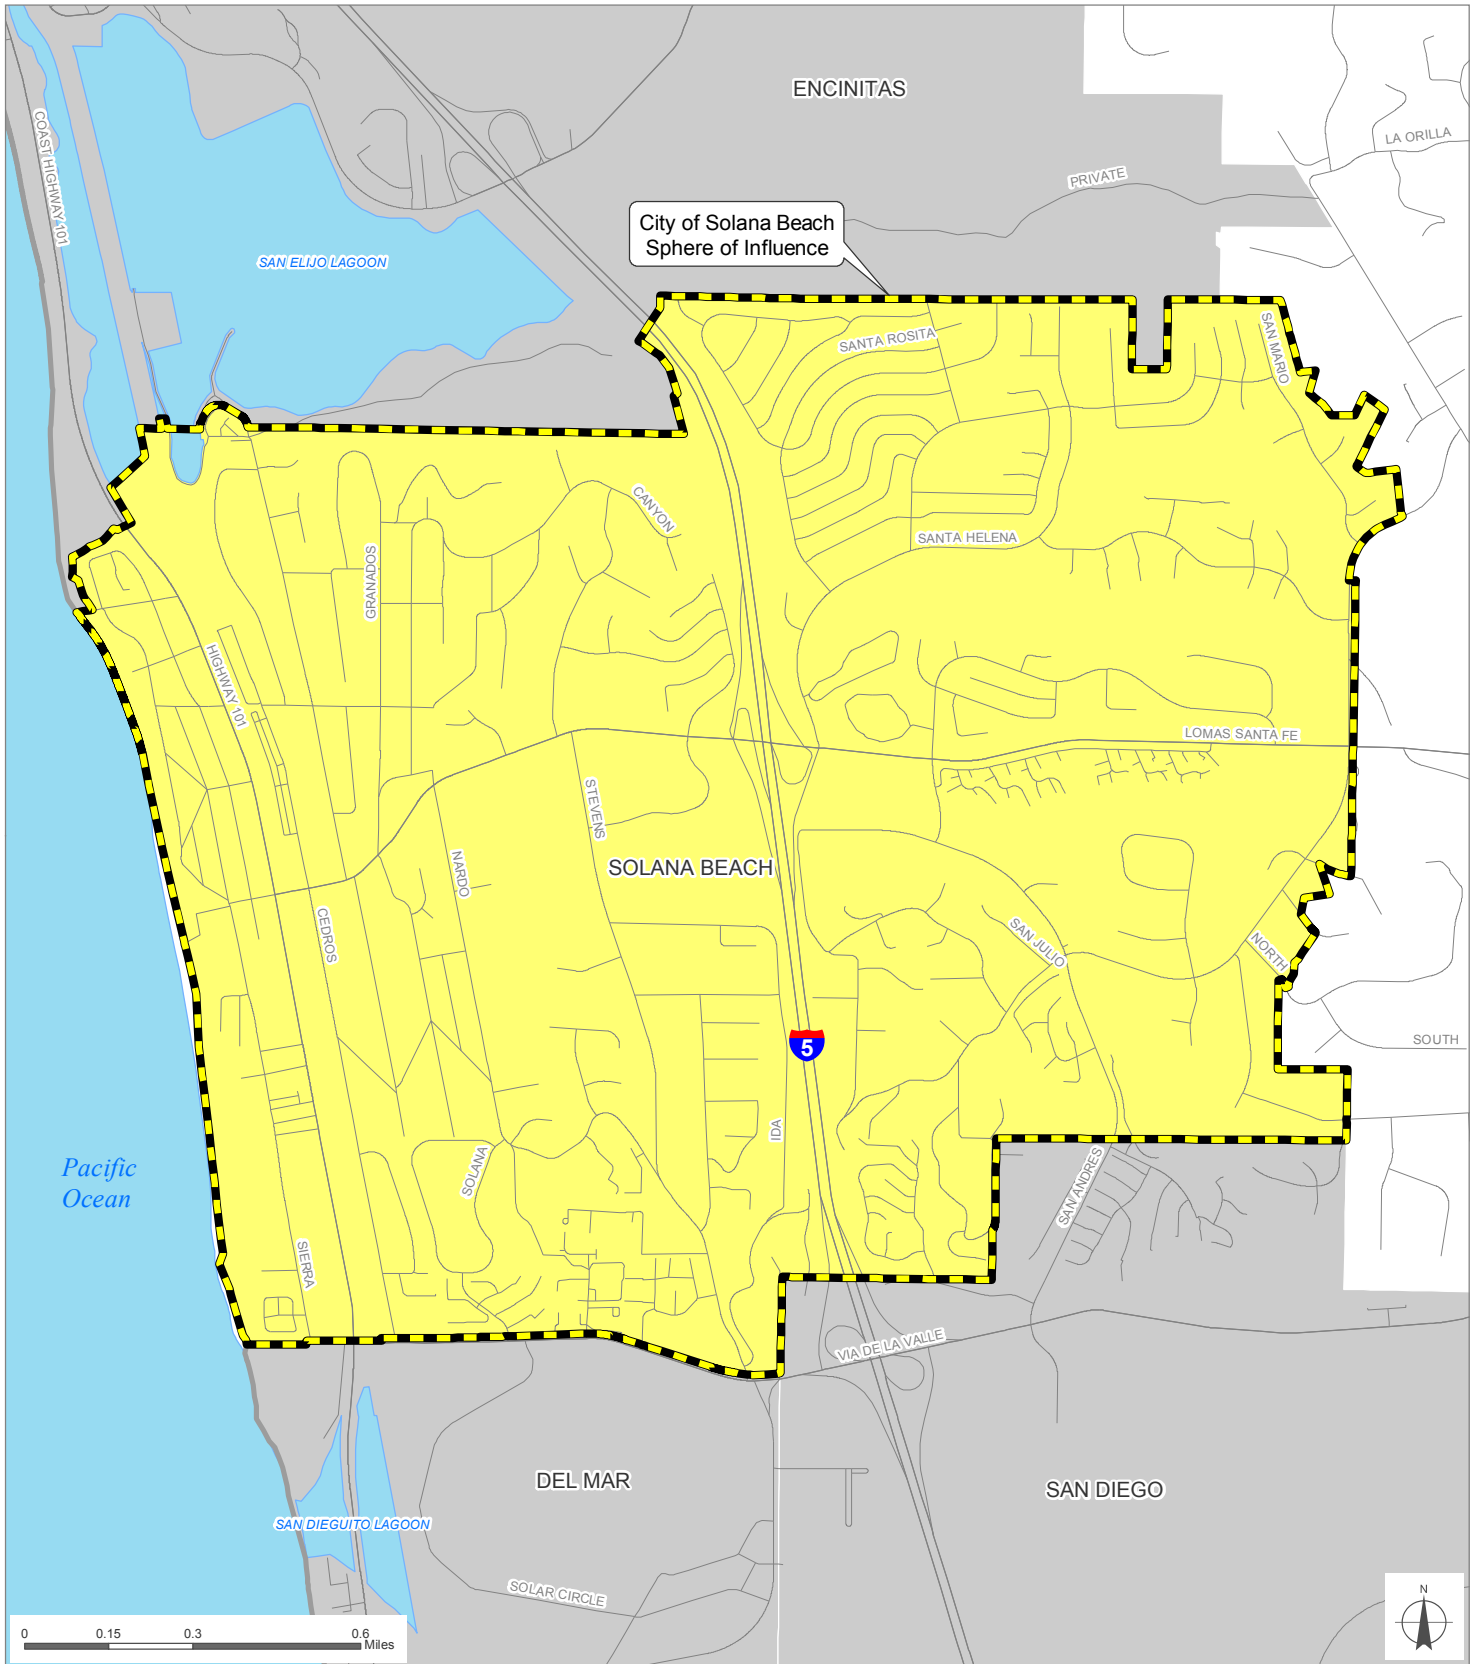 ENCINITAS
COAST HIGHWAY 101
LA ORILLA
PRIVATE
City of Solana Beach
Sphere of Influence
SAN ELIJO LAGOON
SANTA ROSITA
SAN MARIO
CANYON
SANTA HELENA
GRANADOS
HIGHWAY 101
LOMAS SANTA FE
STEVENS
NARDO
SOLANA BEACH
CEDROS
SAN JULIO
NORTH
5
SOUTH
IDA
Pacific
Ocean
SOLANA
SAN ANDRES
SIERRA
VIA DE LA VALLE
DEL MAR
SAN DIEGO
SAN DIEGUITO LAGOON
SOLAR CIRCLE
N
0 0.15 0.3 0.6
Miles